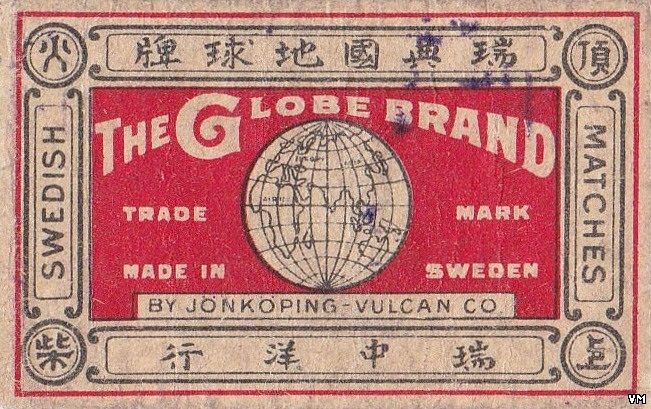 瑞典國地球牌
頂
火
柴
SWEDISH
MATCHES
THE GLOBE BRAND
TRADE MARK
MADE IN SWEDEN
BY JÖNKÖPING-VULCAN CO
瑞中洋行
VM